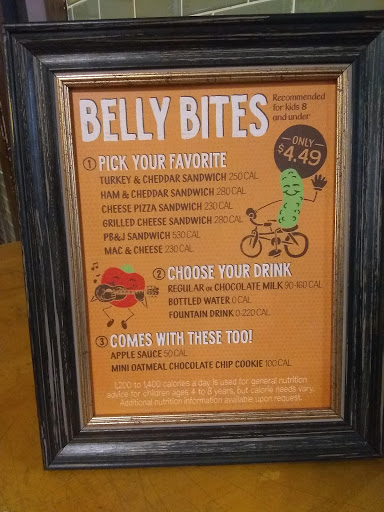 BELLY BITES
Recommended
for kids 8
and under
ONLY
$4.49
1 PICK YOUR FAVORITE
TURKEY & CHEDDAR SANDWICH 250 CAL
HAM & CHEDDAR SANDWICH 280 CAL
CHEESE PIZZA SANDWICH 230 CAL
GRILLED CHEESE SANDWICH 280 CAL
PB&J SANDWICH 530 CAL
MAC & CHEESE 230 CAL
2 CHOOSE YOUR DRINK
REGULAR or CHOCOLATE MILK 90-160 CAL
BOTTLED WATER 0 CAL
FOUNTAIN DRINK 0-220 CAL
3 COMES WITH THESE TOO!
APPLE SAUCE 50 CAL
MINI OATMEAL CHOCOLATE CHIP COOKIE 100 CAL
1,200 to 1,400 calories a day is used for general nutrition
advice for children ages 4 to 8 years, but calorie needs vary.
Additional nutrition information available upon request.